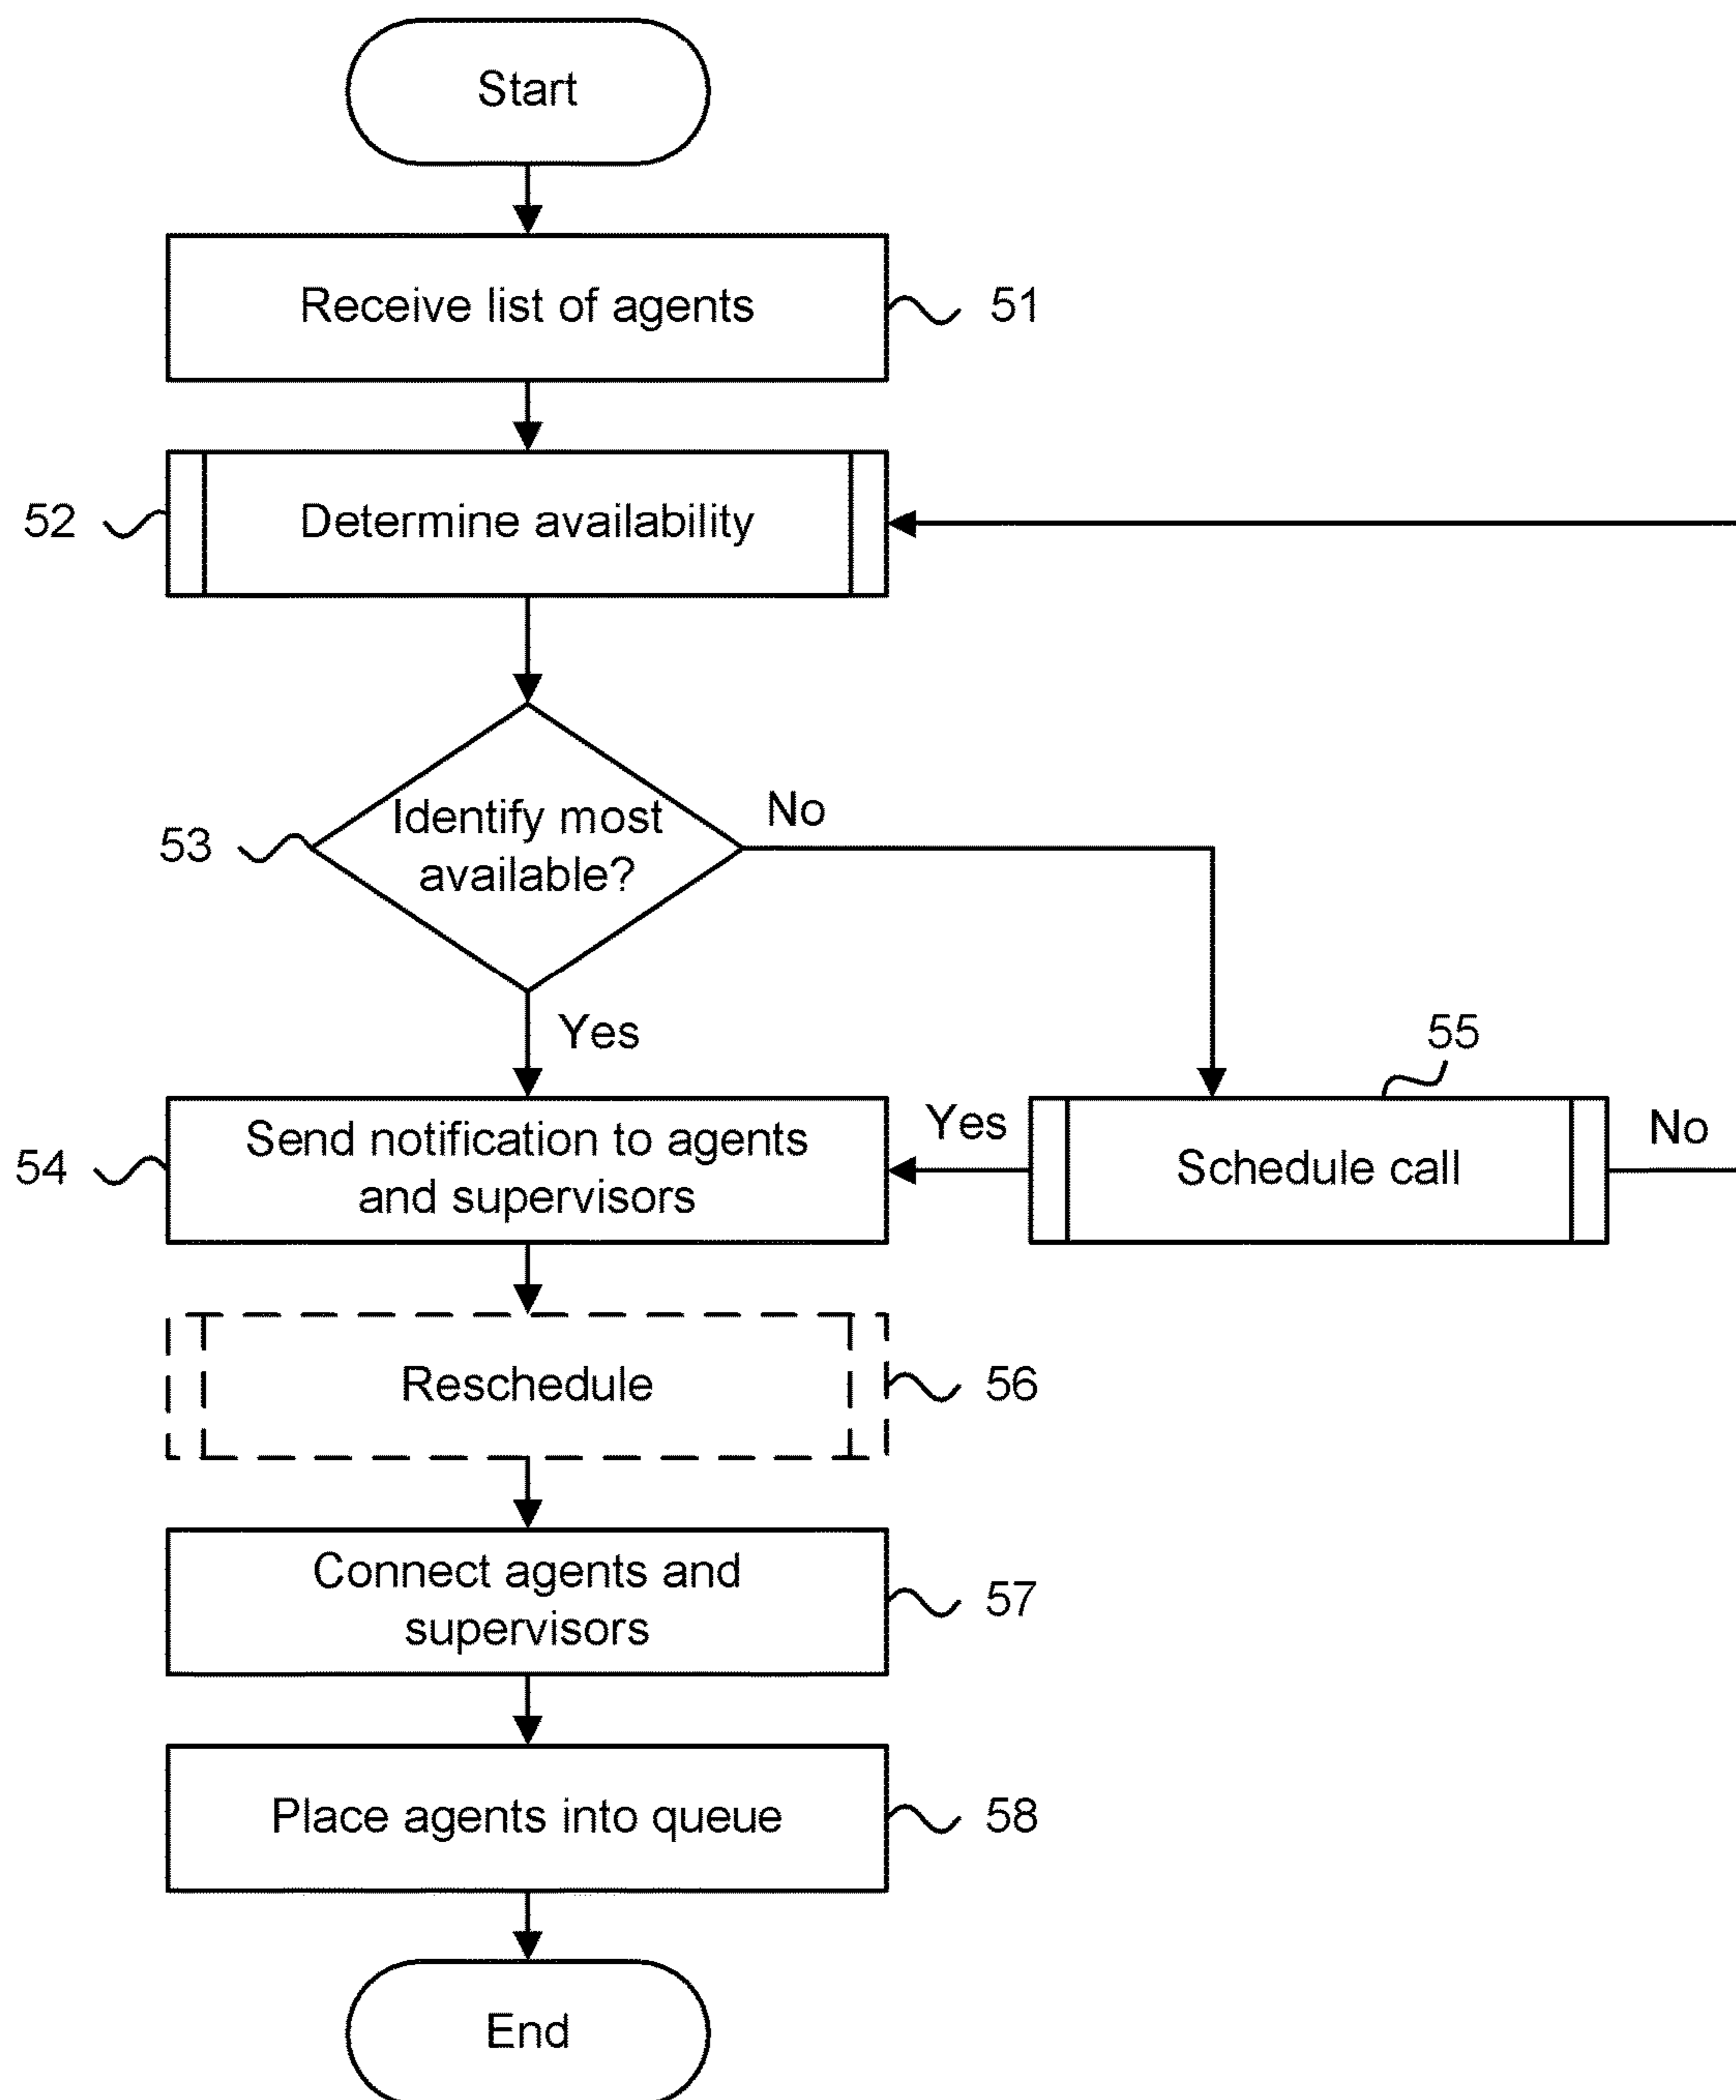 Start
Receive list of agents
51
52
Determine availability
53
Identify most
available?
No
Yes
55
54
Send notification to agents
and supervisors
Yes
Schedule call
No
Reschedule
56
Connect agents and
supervisors
57
Place agents into queue
58
End